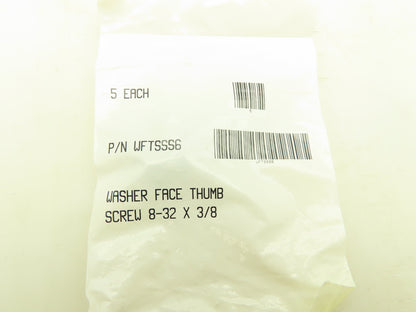 5 EACH
P/N WFTSSS6
WASHER FACE THUMB
SCREW 8-32 X 3/8